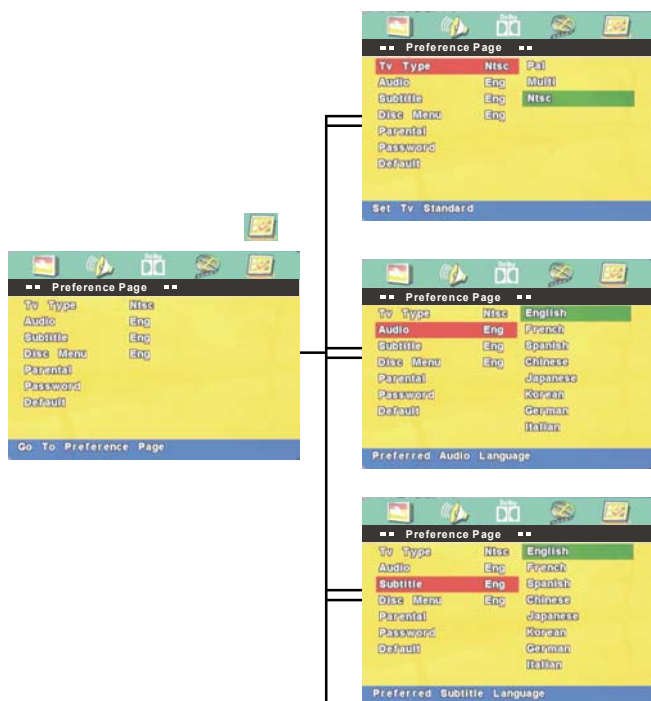 Dolby
Preference Page
Tv Type Ntsc Pal
Audio Eng Multi
Subtitle Eng Ntsc
Disc Menu Eng
Parental
Password
Default
Set Tv Standard
Dolby
Preference Page
Tv Type Ntsc
Audio Eng
Subtitle Eng
Disc Menu Eng
Parental
Password
Default
Go To Preference Page
Dolby
Preference Page
Tv Type Ntsc English
Audio Eng French
Subtitle Eng Spanish
Disc Menu Eng Chinese
Parental Japanese
Password Korean
Default German
Italian
Preferred Audio Language
Dolby
Preference Page
Tv Type Ntsc English
Audio Eng French
Subtitle Eng Spanish
Disc Menu Eng Chinese
Parental Japanese
Password Korean
Default German
Italian
Preferred Subtitle Language